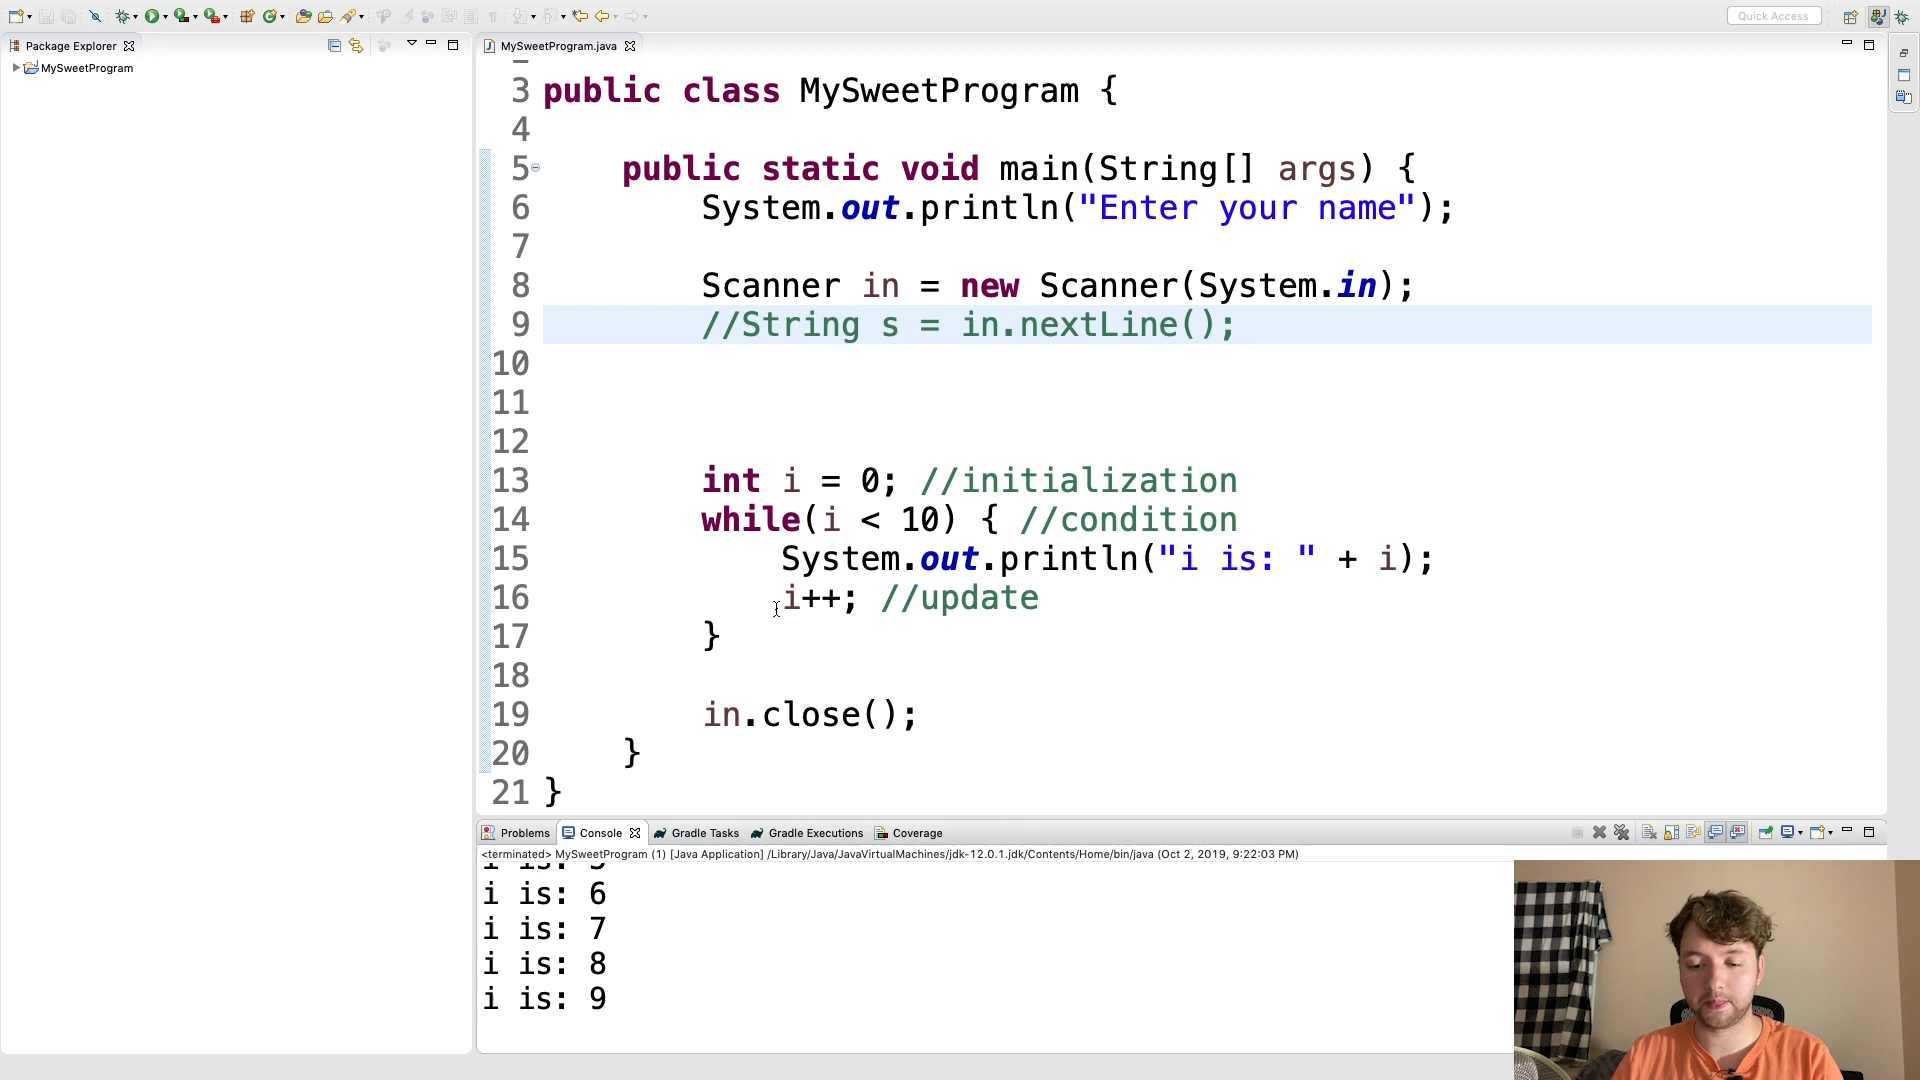 Quick Access
Package Explorer
MySweetProgram
MySweetProgram.java
3 public class MySweetProgram {
4
5 public static void main(String[] args) {
6 System.out.println("Enter your name");
7
8 Scanner in = new Scanner(System.in);
9 //String s = in.nextLine();
10
11
12
13 int i = 0; //initialization
14 while(i < 10) { //condition
15 System.out.println("i is: " + i);
16 i++; //update
17 }
18
19 in.close();
20 }
21 }
Problems Console Gradle Tasks Gradle Executions Coverage
<terminated> MySweetProgram (1) [Java Application] /Library/Java/JavaVirtualMachines/jdk-12.0.1.jdk/Contents/Home/bin/java (Oct 2, 2019, 9:22:03 PM)
i is: 6
i is: 7
i is: 8
i is: 9